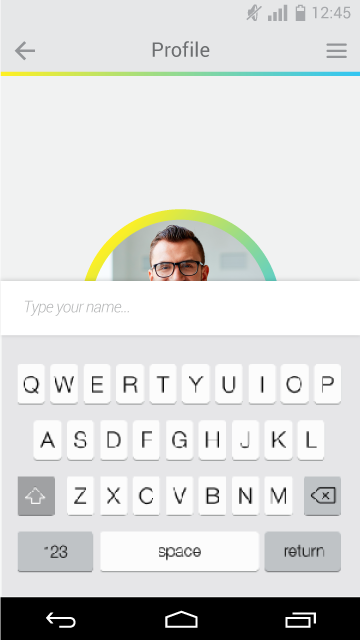 12:45
Profile
Type your name...
Q W E R T Y U I O P
A S D F G H J K L
Z X C V B N M
123 space return